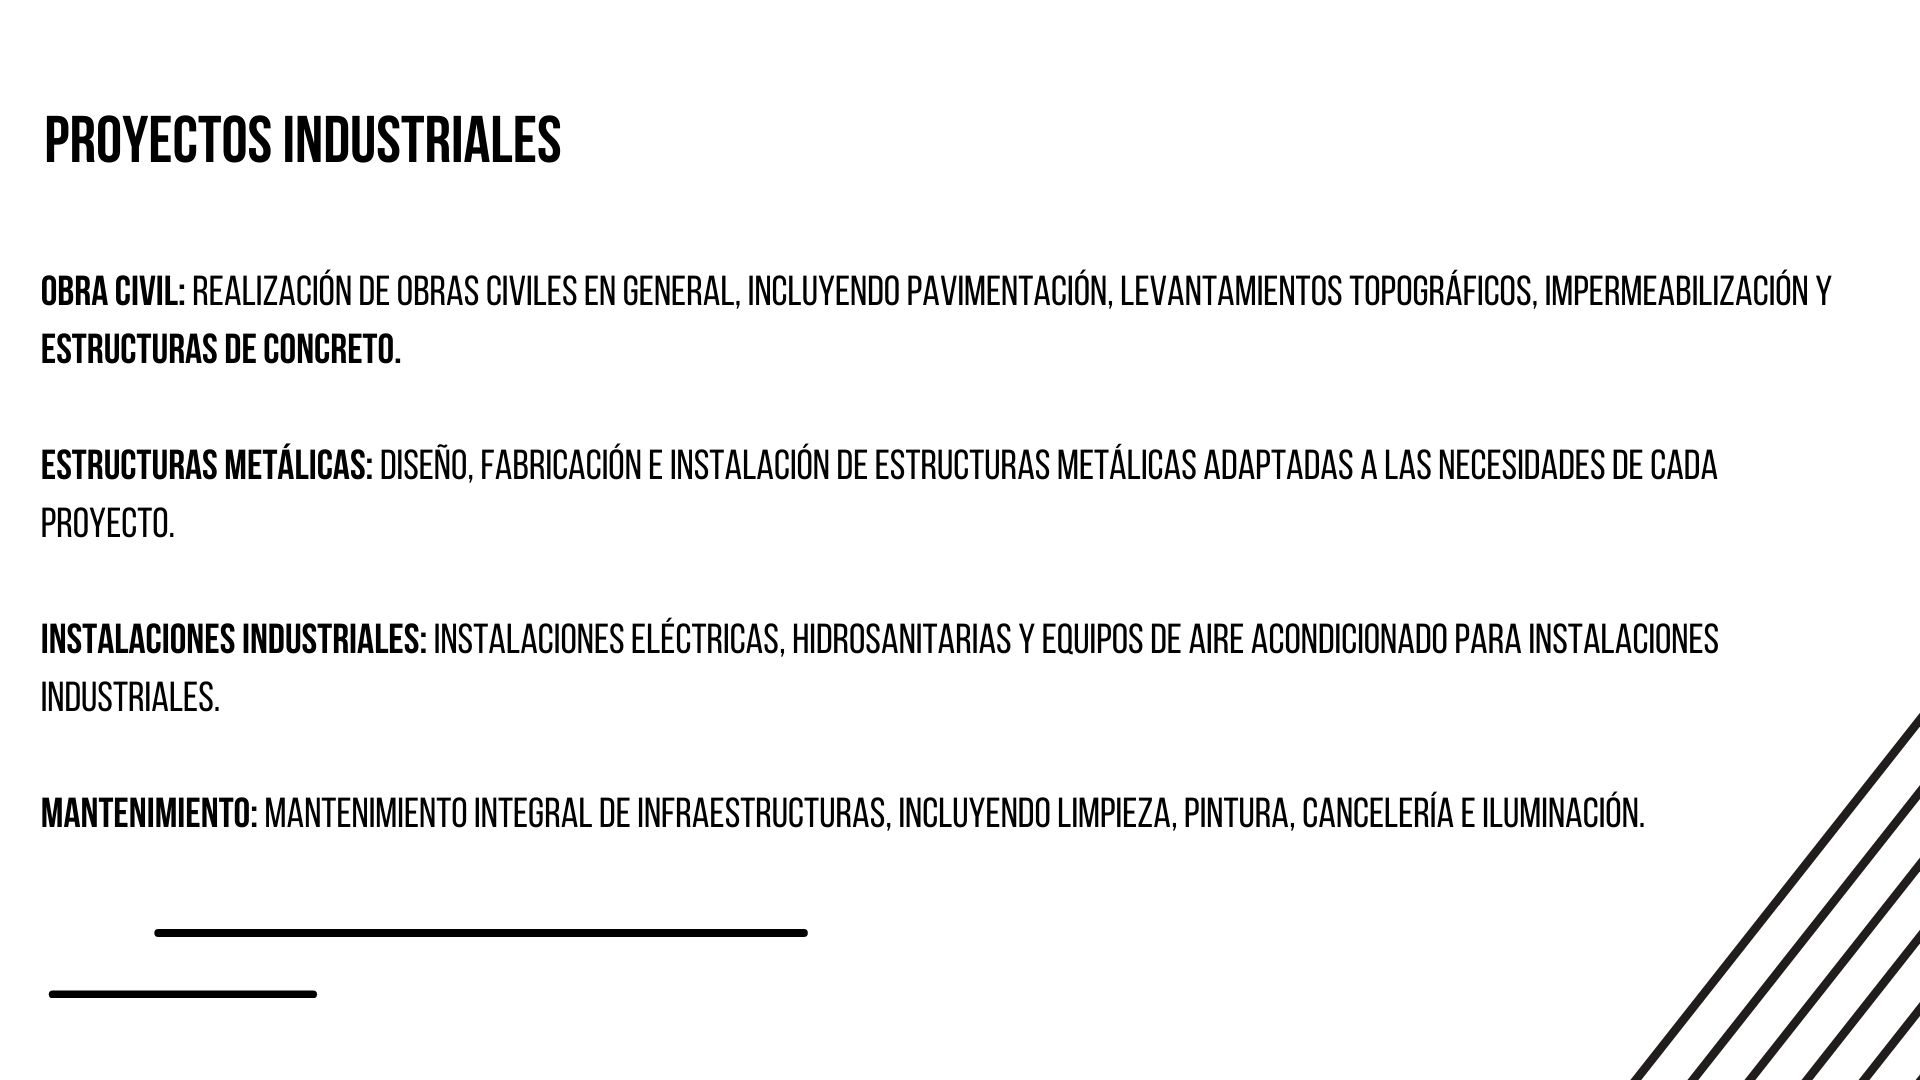 PROYECTOS INDUSTRIALES
OBRA CIVIL: REALIZACIÓN DE OBRAS CIVILES EN GENERAL, INCLUYENDO PAVIMENTACIÓN, LEVANTAMIENTOS TOPOGRÁFICOS, IMPERMEABILIZACIÓN Y
ESTRUCTURAS DE CONCRETO.
ESTRUCTURAS METÁLICAS: DISEÑO, FABRICACIÓN E INSTALACIÓN DE ESTRUCTURAS METÁLICAS ADAPTADAS A LAS NECESIDADES DE CADA
PROYECTO.
INSTALACIONES INDUSTRIALES: INSTALACIONES ELÉCTRICAS, HIDROSANITARIAS Y EQUIPOS DE AIRE ACONDICIONADO PARA INSTALACIONES
INDUSTRIALES.
MANTENIMIENTO: MANTENIMIENTO INTEGRAL DE INFRAESTRUCTURAS, INCLUYENDO LIMPIEZA, PINTURA, CANCELERÍA E ILUMINACIÓN.